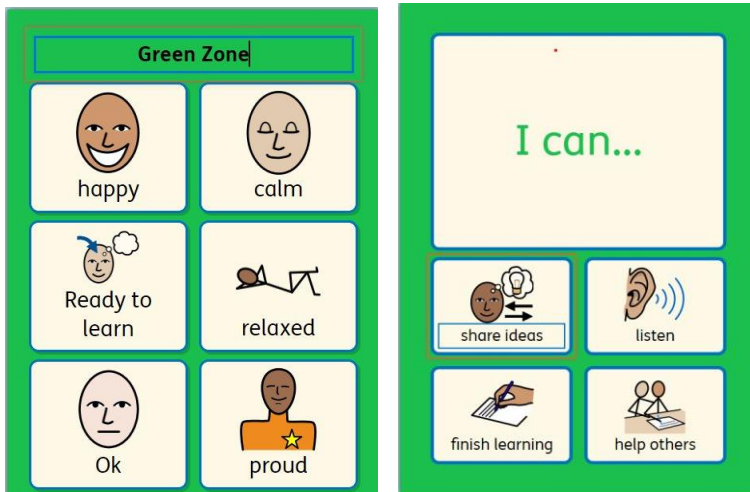 Green Zone
happy
calm
Ready to
learn
relaxed
Ok
proud
I can...
share ideas
listen
finish learning
help others